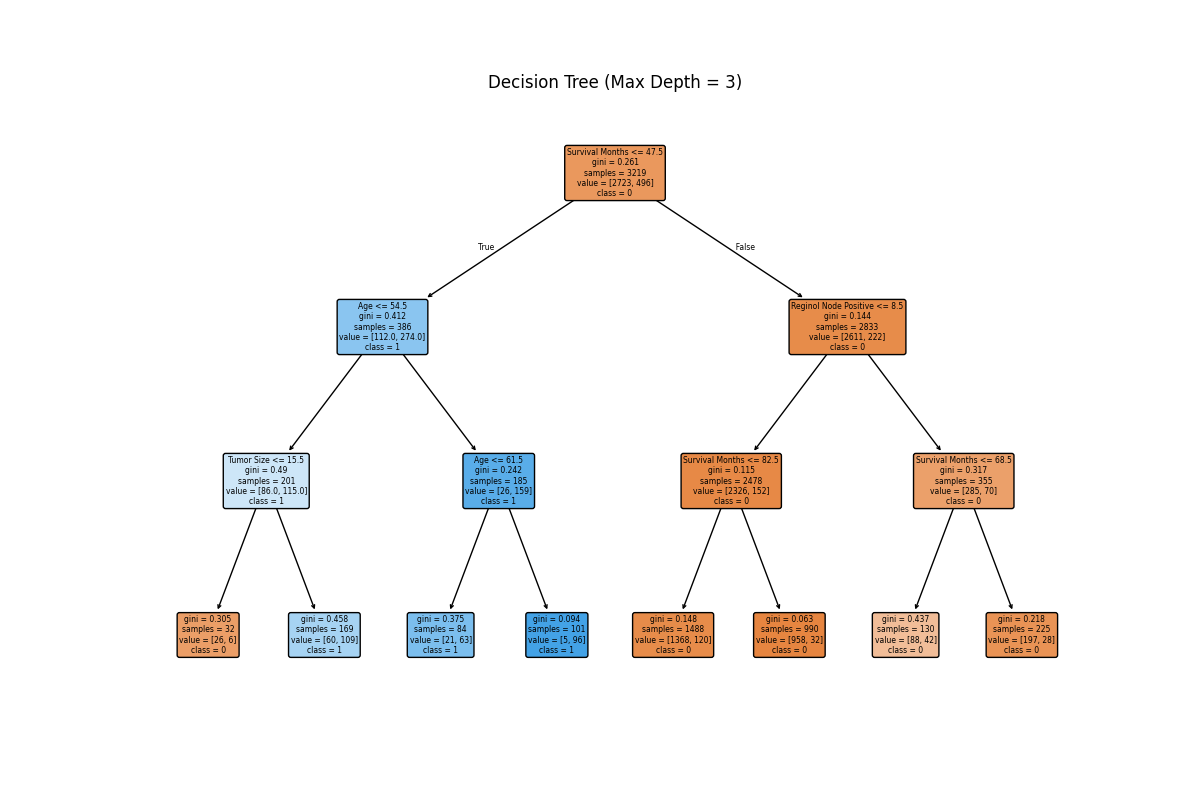 Decision Tree (Max Depth = 3)
Survival Months <= 47.5
gini = 0.261
samples = 3219
value = [2723, 496]
class = 0
True
False
Age <= 54.5
gini = 0.412
samples = 386
value = [112.0, 274.0]
class = 1
Reginol Node Positive <= 8.5
gini = 0.144
samples = 2833
value = [2611, 222]
class = 0
Tumor Size <= 15.5
gini = 0.49
samples = 201
value = [86.0, 115.0]
class = 1
Age <= 61.5
gini = 0.242
samples = 185
value = [26, 159]
class = 1
Survival Months <= 82.5
gini = 0.115
samples = 2478
value = [2326, 152]
class = 0
Survival Months <= 68.5
gini = 0.317
samples = 355
value = [285, 70]
class = 0
gini = 0.305
samples = 32
value = [26, 6]
class = 0
gini = 0.458
samples = 169
value = [60, 109]
class = 1
gini = 0.375
samples = 84
value = [21, 63]
class = 1
gini = 0.094
samples = 101
value = [5, 96]
class = 1
gini = 0.148
samples = 1488
value = [1368, 120]
class = 0
gini = 0.063
samples = 990
value = [958, 32]
class = 0
gini = 0.437
samples = 130
value = [88, 42]
class = 0
gini = 0.218
samples = 225
value = [197, 28]
class = 0